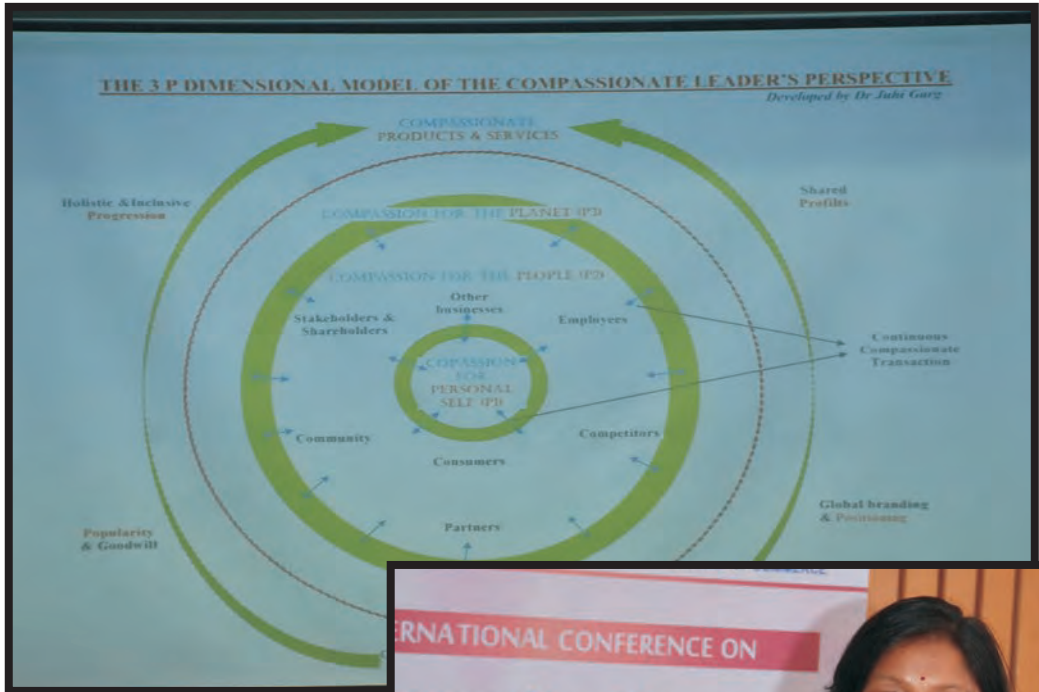 THE 3 P DIMENSIONAL MODEL OF THE COMPASSIONATE LEADER'S PERSPECTIVE
Developed by Dr Juhi Garg
COMPASSIONATE
PRODUCTS & SERVICES
Holistic & Inclusive
Progression
Shared
Profits
COMPASSION FOR THE PLANET (P3)
COMPASSION FOR THE PEOPLE (P2)
Other
businesses
Stakeholders &
Shareholders
Employees
Continuous
Compassionate
Transaction
COPASSION
FOR
PERSONAL
SELF (P1)
Community
Competitors
Consumers
Partners
Popularity
& Goodwill
Global branding
& Positioning
ERNATIONAL CONFERENCE ON